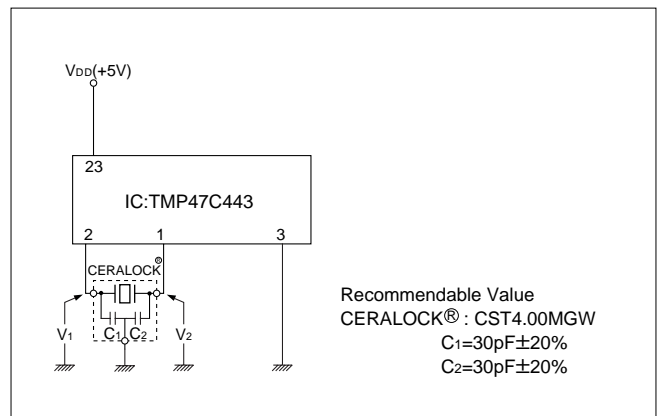 VDD(+5V)
23
IC:TMP47C443
2 1 3
CERALOCK®
V1 C1 C2 V2
Recommendable Value
CERALOCK® : CST4.00MGW
C1=30pF±20%
C2=30pF±20%